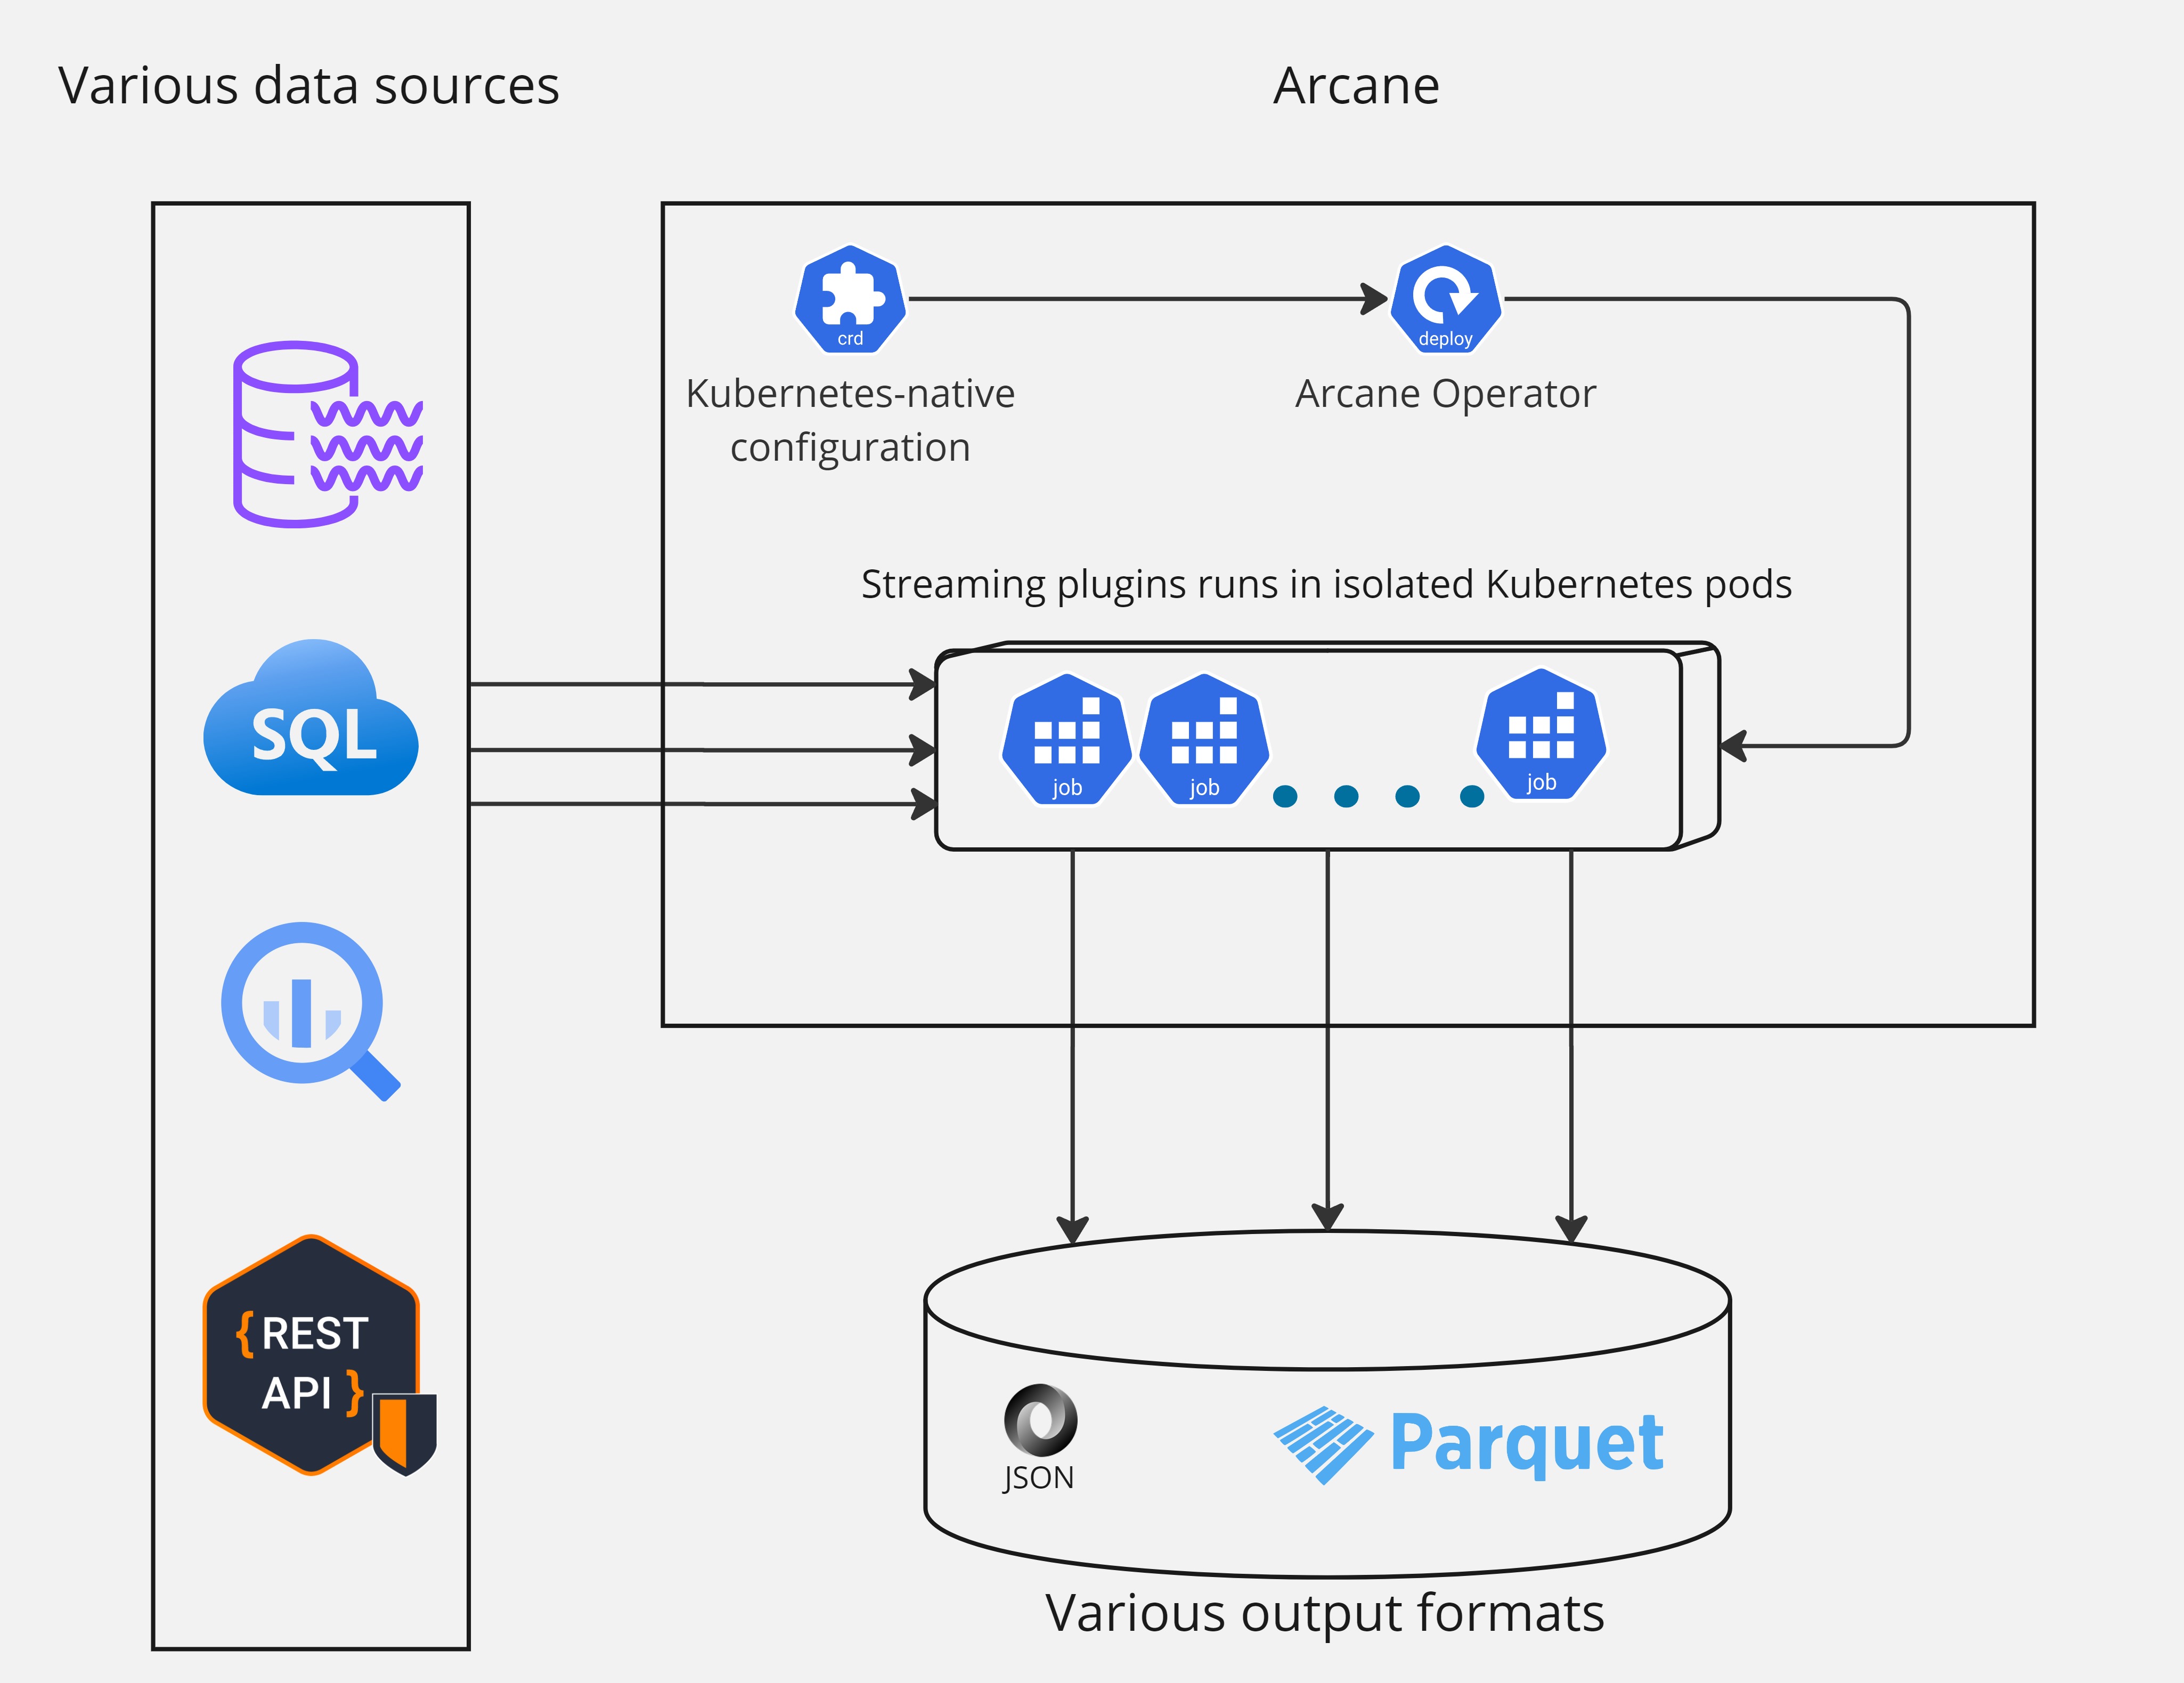 Various data sources
Arcane
crd
deploy
Kubernetes-native
configuration
Arcane Operator
Streaming plugins runs in isolated Kubernetes pods
SQL
job
job
job
{ REST
API }
JSON
Parquet
Various output formats